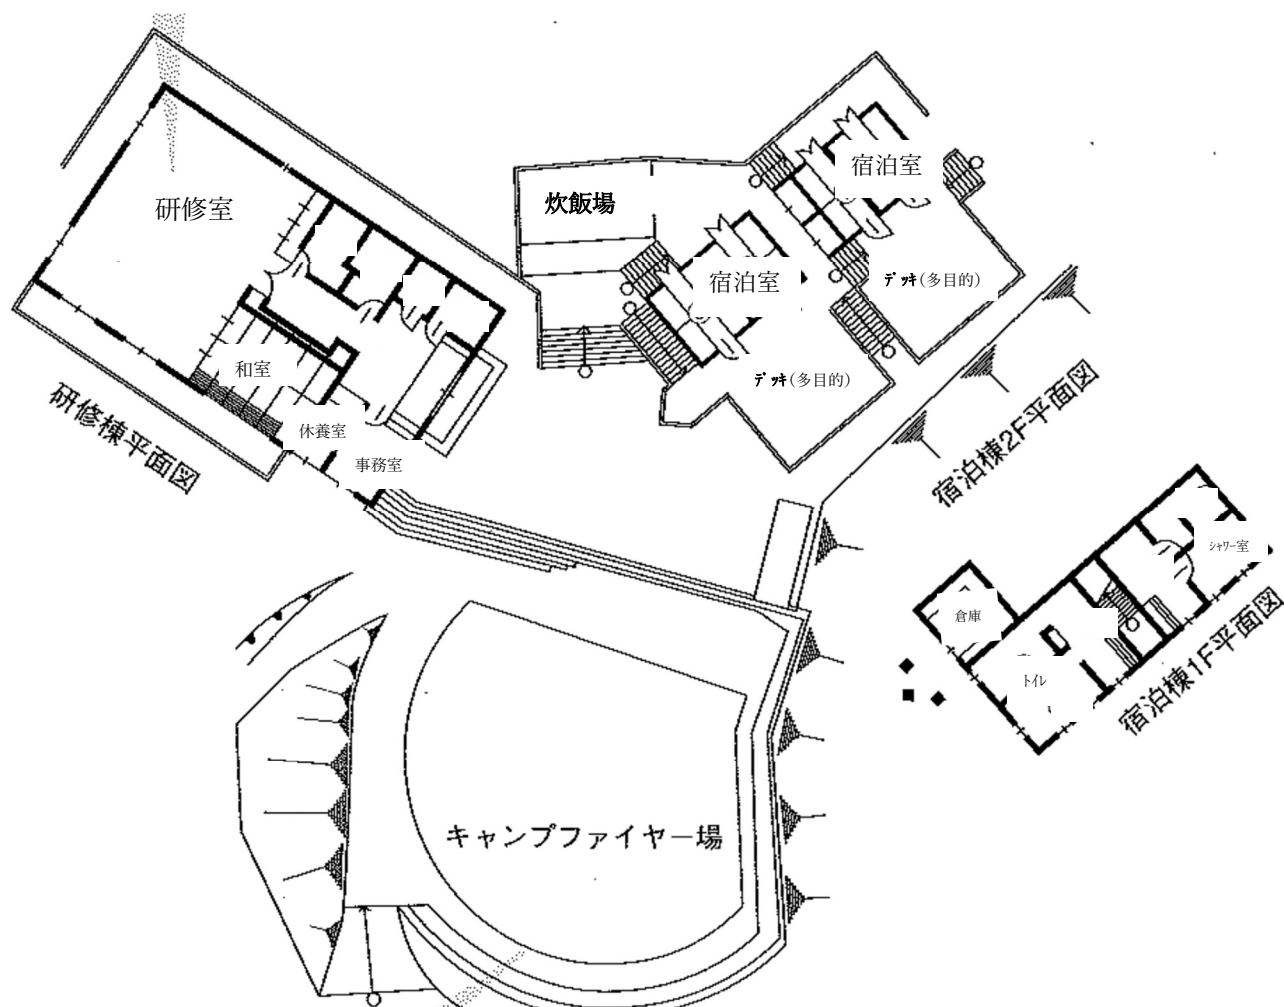 研修室
炊飯場
宿泊室
宿泊室
ﾃﾞｯｷ(多目的)
ﾃﾞｯｷ(多目的)
和室
休養室
事務室
研修棟平面図
宿泊棟2F平面図
ｼｬﾜｰ室
倉庫
ﾄｲﾚ
宿泊棟1F平面図
キャンプファイヤー場